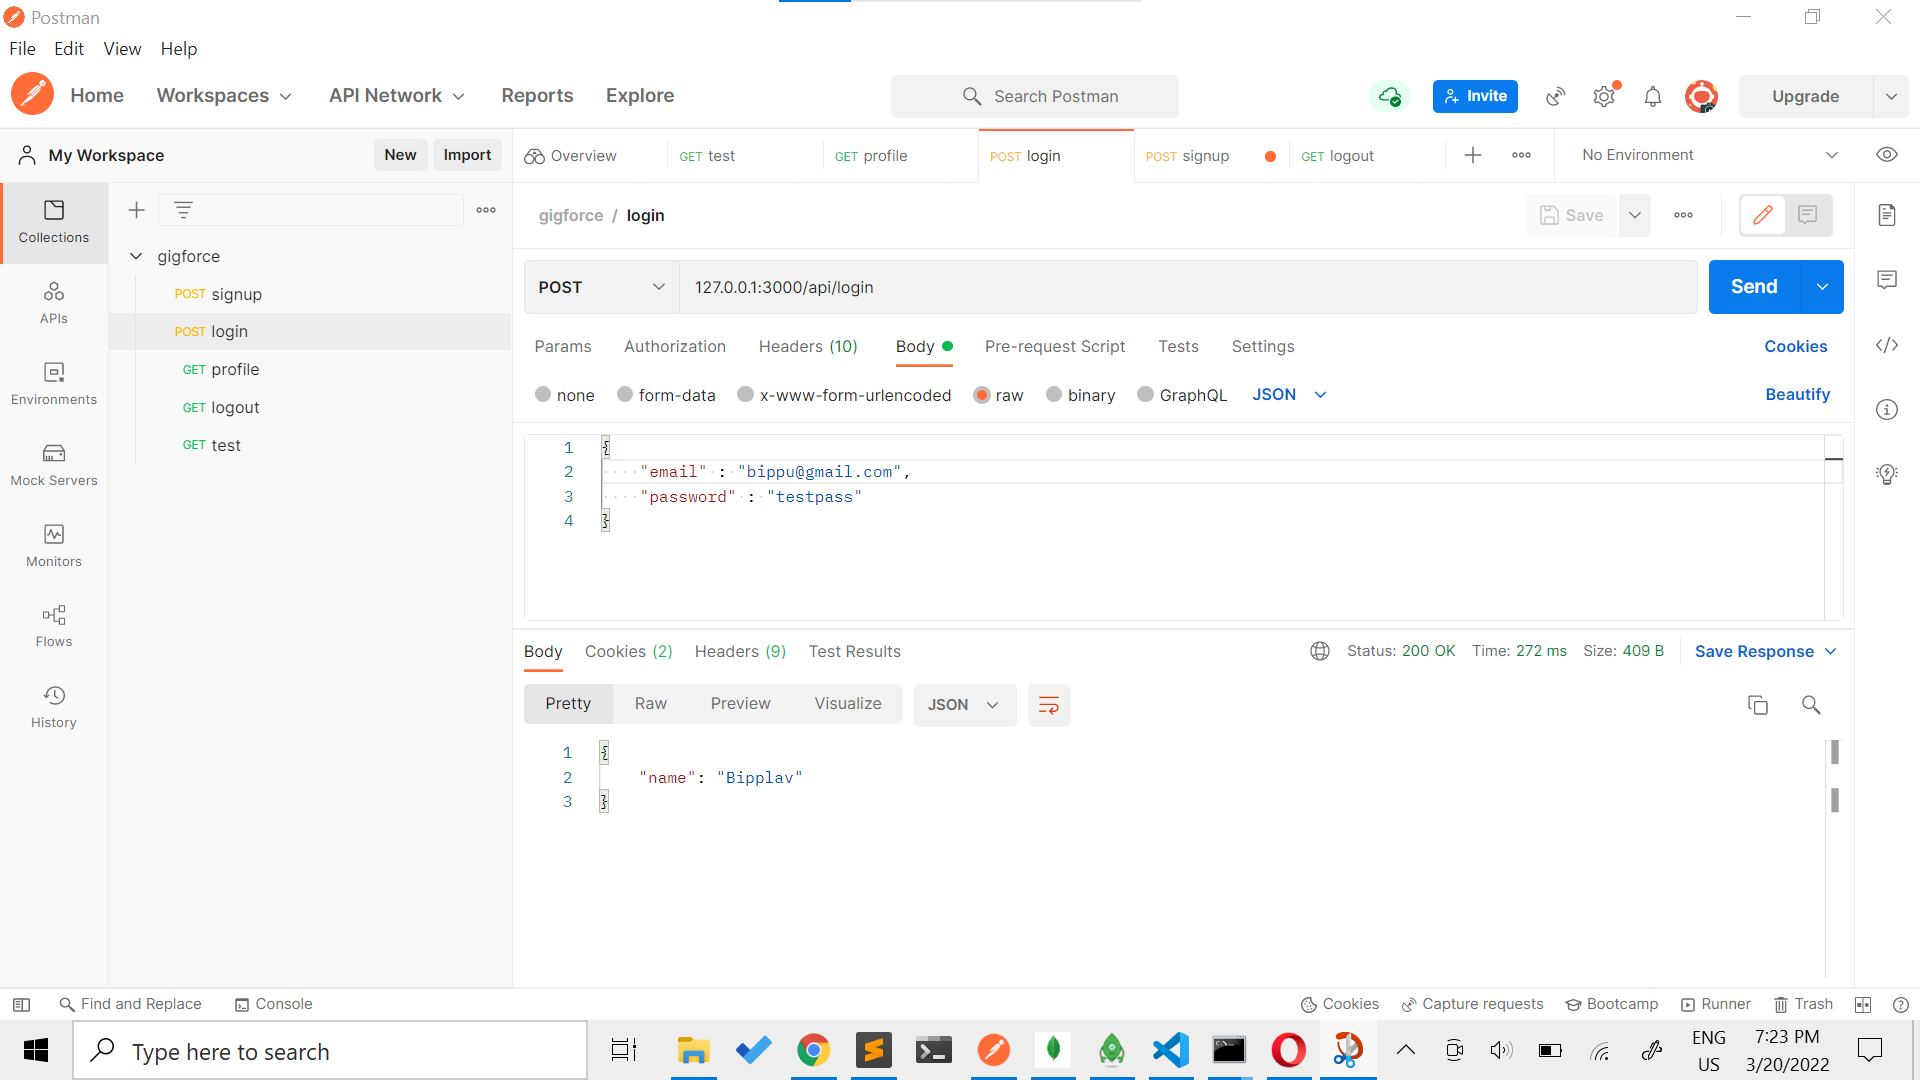 Postman
File Edit View Help
Home Workspaces API Network Reports Explore
Search Postman
Invite
Upgrade
My Workspace
New Import
Overview
GET test
GET profile
POST login
POST signup
GET logout
No Environment
Collections
APIs
Environments
Mock Servers
Monitors
Flows
History
gigforce
POST signup
POST login
GET profile
GET logout
GET test
gigforce / login
Save
POST
127.0.0.1:3000/api/login
Send
Params Authorization Headers (10) Body Pre-request Script Tests Settings
Cookies
none form-data x-www-form-urlencoded raw binary GraphQL JSON
Beautify
1 {
2 "email" : "bippu@gmail.com",
3 "password" : "testpass"
4 }
Body Cookies (2) Headers (9) Test Results
Status: 200 OK Time: 272 ms Size: 409 B
Save Response
Pretty Raw Preview Visualize
JSON
1 {
2 "name": "Bipplav"
3 }
Find and Replace Console
Cookies Capture requests Bootcamp Runner Trash
Type here to search
ENG
US
7:23 PM
3/20/2022